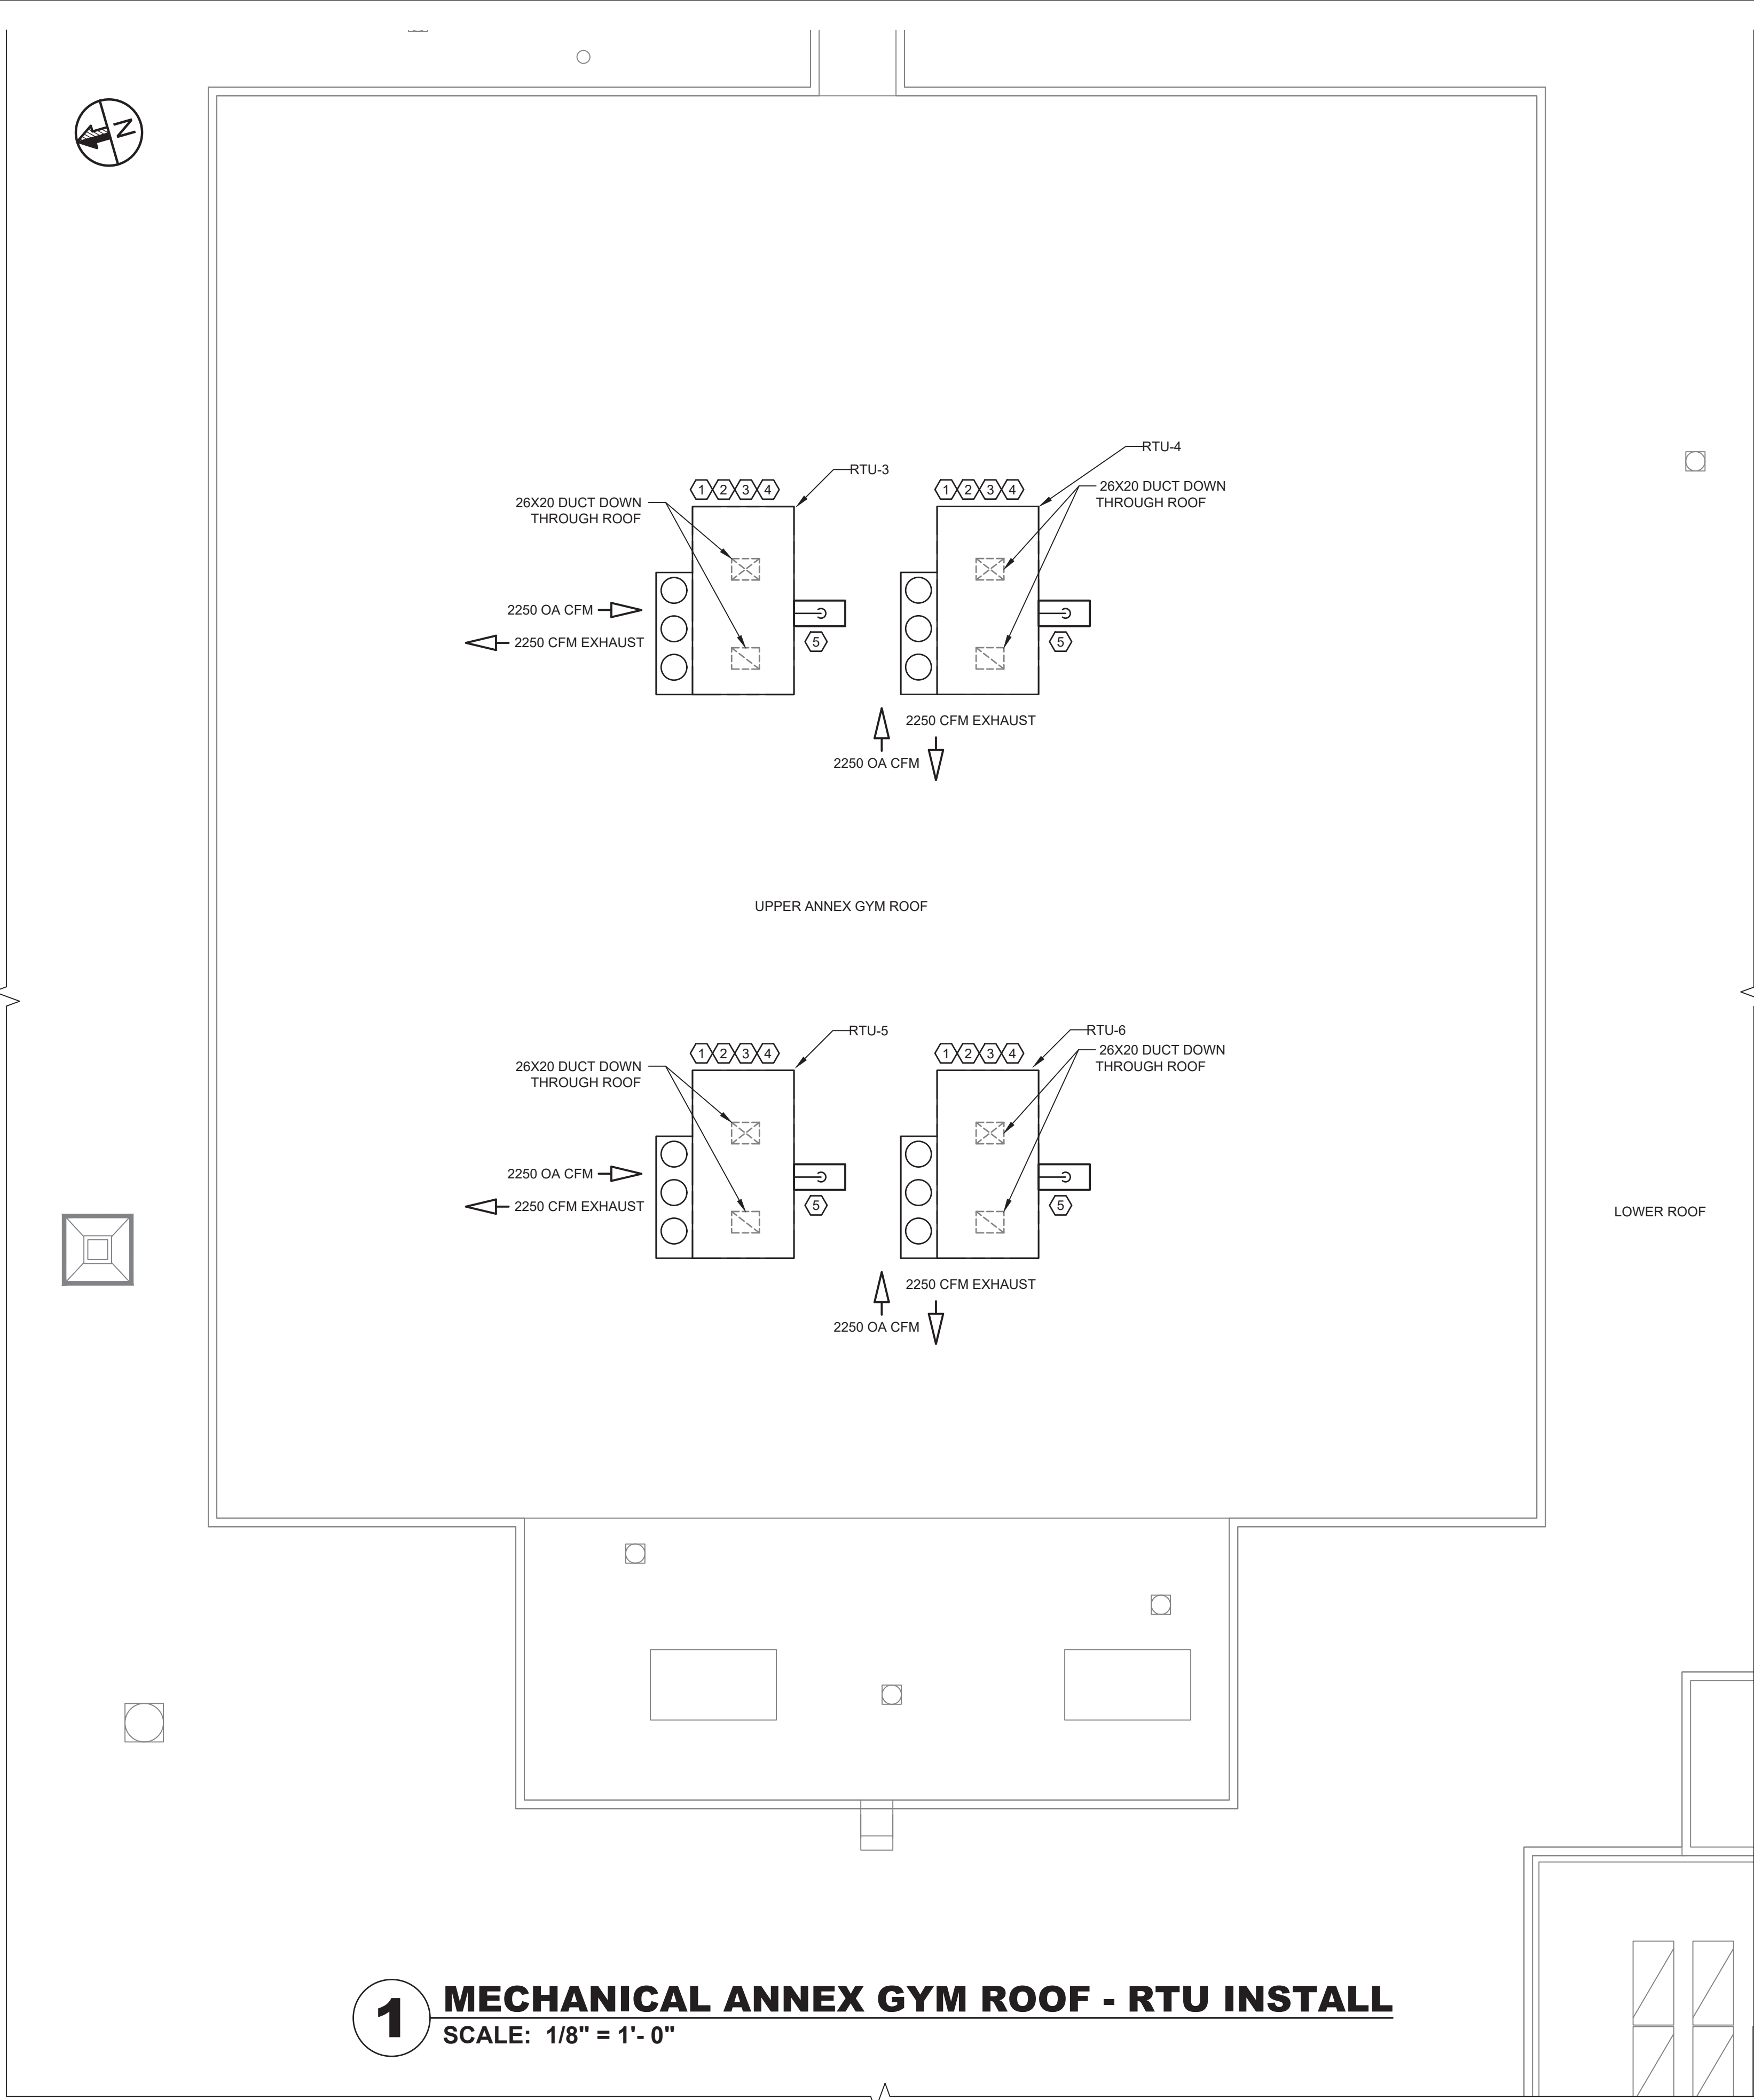 N
RTU-4
RTU-3
1 2 3 4
1 2 3 4
26X20 DUCT DOWN
THROUGH ROOF
26X20 DUCT DOWN
THROUGH ROOF
2250 OA CFM
2250 CFM EXHAUST
5
5
2250 CFM EXHAUST
2250 OA CFM
UPPER ANNEX GYM ROOF
RTU-5
RTU-6
1 2 3 4
1 2 3 4
26X20 DUCT DOWN
THROUGH ROOF
26X20 DUCT DOWN
THROUGH ROOF
2250 OA CFM
2250 CFM EXHAUST
5
5
LOWER ROOF
2250 CFM EXHAUST
2250 OA CFM
1
MECHANICAL ANNEX GYM ROOF - RTU INSTALL
SCALE: 1/8" = 1'- 0"